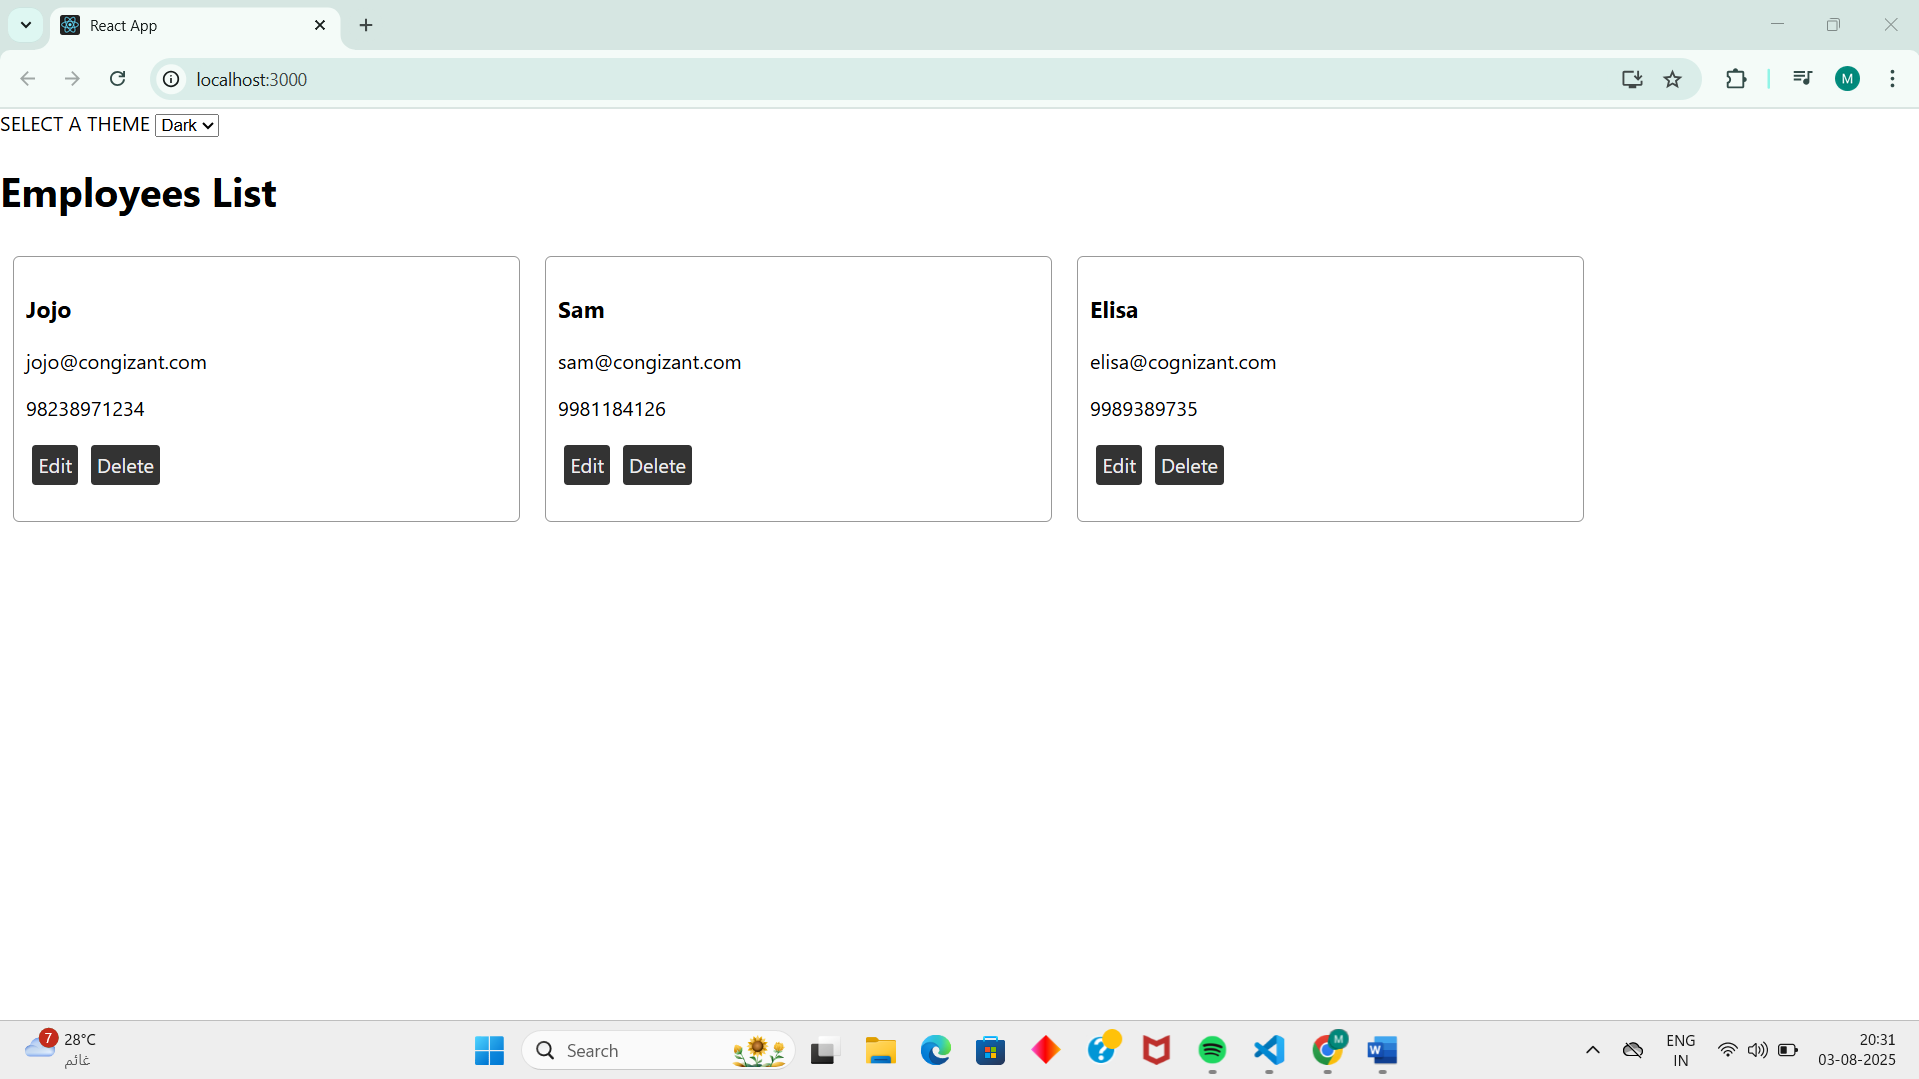 React App
localhost:3000
M
SELECT A THEME Dark
Employees List
Jojo
jojo@congizant.com
98238971234
Edit Delete
Sam
sam@congizant.com
9981184126
Edit Delete
Elisa
elisa@cognizant.com
9989389735
Edit Delete
7
28°C
غائم
Search
M
W
ENG
IN
20:31
03-08-2025